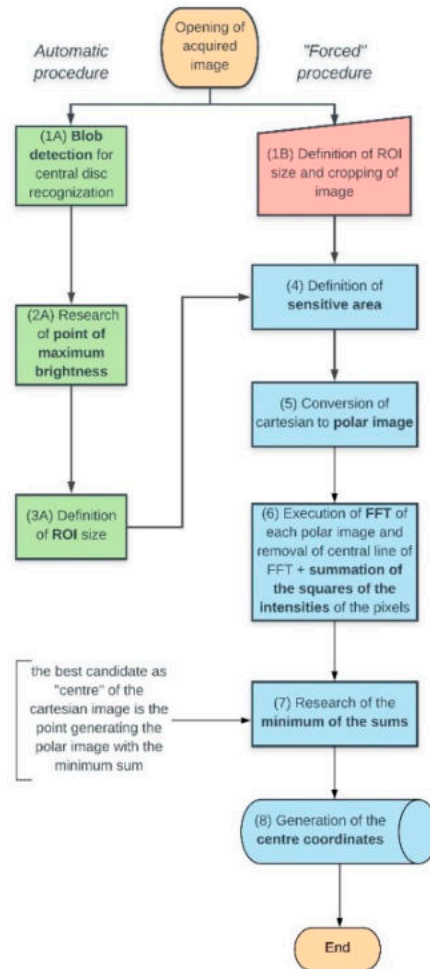 Opening of
acquired
image
Automatic
procedure
"Forced"
procedure
(1A) Blob
detection for
central disc
recognization
(1B) Definition of ROI
size and cropping of
image
(2A) Research
of point of
maximum
brightness
(4) Definition of
sensitive area
(5) Conversion of
cartesian to polar image
(3A) Definition
of ROI size
(6) Execution of FFT of
each polar image and
removal of central line of
FFT + summation of
the squares of the
intensities of the pixels
the best candidate as
"centre" of the
cartesian image is the
point generating the
polar image with the
minimum sum
(7) Research of the
minimum of the sums
(8) Generation of the
centre coordinates
End